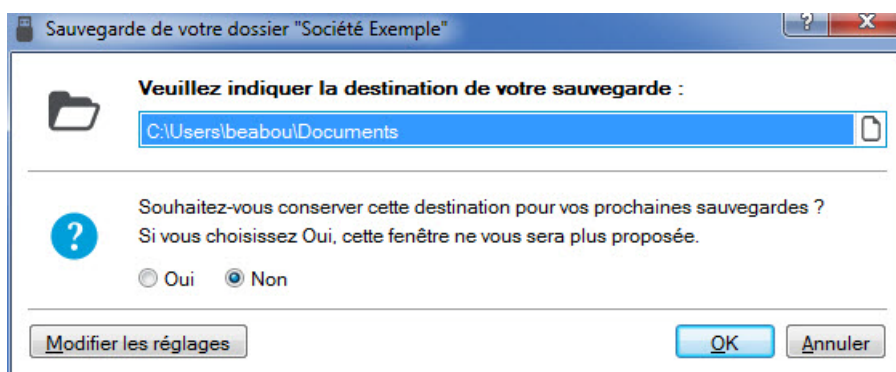 Sauvegarde de votre dossier "Société Exemple"
? X
Veuillez indiquer la destination de votre sauvegarde :
C:\Users\beabou\Documents
Souhaitez-vous conserver cette destination pour vos prochaines sauvegardes ?
Si vous choisissez Oui, cette fenêtre ne vous sera plus proposée.
?
Oui Non
Modifier les réglages OK Annuler